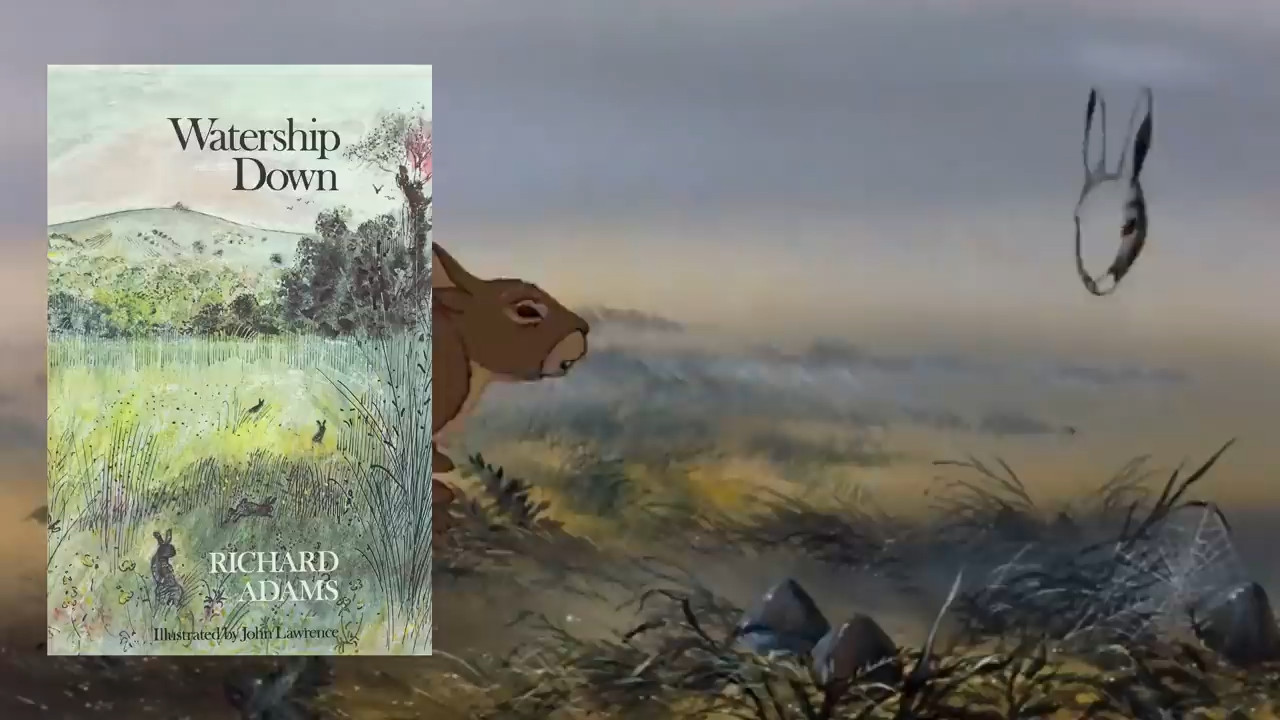 Watership
Down
RICHARD
ADAMS
Illustrated by John Lawrence